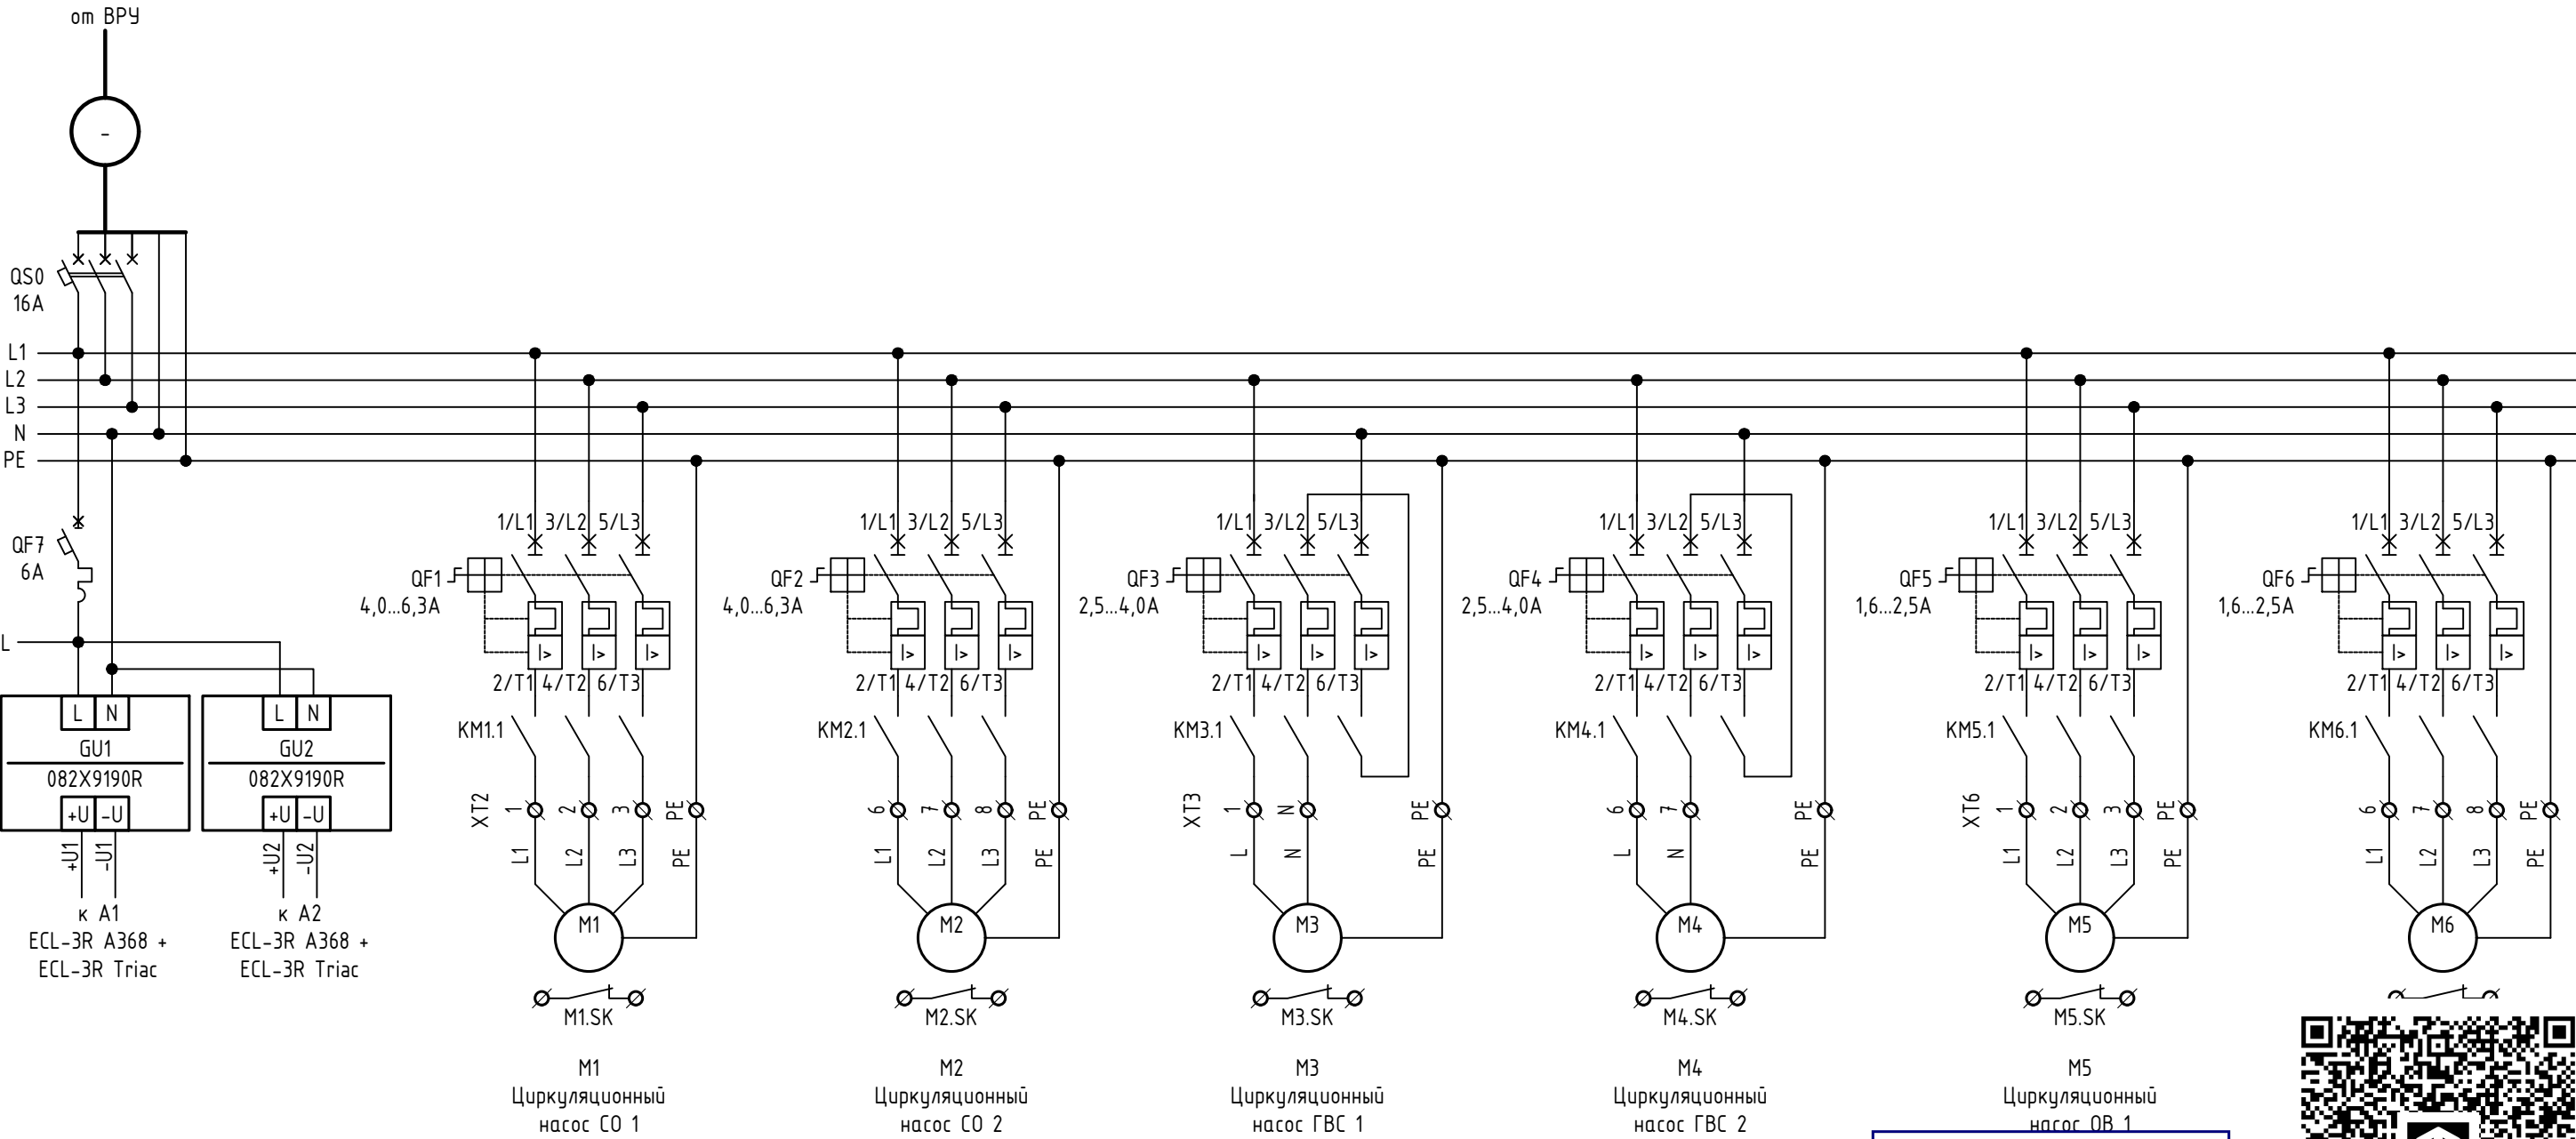 от ВРУ
-
QS0
16А
L1
L2
L3
N
PE
QF7
6А
L
L N
GU1
082X9190R
+U -U
+U1 -U1
к А1
ECL-3R А368 +
ECL-3R Triac
L N
GU2
082X9190R
+U -U
+U2 -U2
к А2
ECL-3R А368 +
ECL-3R Triac
1/L1 3/L2 5/L3
QF1
4,0...6,3А
I> I> I>
2/T1 4/T2 6/T3
KM1.1
XT2 1 2 3 PE
L1 L2 L3 PE
M1
M1.SK
M1
Циркуляционный
насос СО 1
1/L1 3/L2 5/L3
QF2
4,0...6,3А
I> I> I>
2/T1 4/T2 6/T3
KM2.1
6 7 8 PE
L1 L2 L3 PE
M2
M2.SK
M2
Циркуляционный
насос СО 2
1/L1 3/L2 5/L3
QF3
2,5...4,0А
I> I> I>
2/T1 4/T2 6/T3
KM3.1
XT3 1 N PE
L N PE
M3
M3.SK
M3
Циркуляционный
насос ГВС 1
1/L1 3/L2 5/L3
QF4
2,5...4,0А
I> I> I>
2/T1 4/T2 6/T3
KM4.1
6 7 PE
L N PE
M4
M4.SK
M4
Циркуляционный
насос ГВС 2
1/L1 3/L2 5/L3
QF5
1,6...2,5А
I> I> I>
2/T1 4/T2 6/T3
KM5.1
XT6 1 2 3 PE
L1 L2 L3 PE
M5
M5.SK
M5
Циркуляционный
насос ОВ 1
1/L1 3/L2 5/L3
QF6
1,6...2,5А
I> I> I>
2/T1 4/T2 6/T3
KM6.1
6 7 8 PE
L1 L2 L3 PE
M6